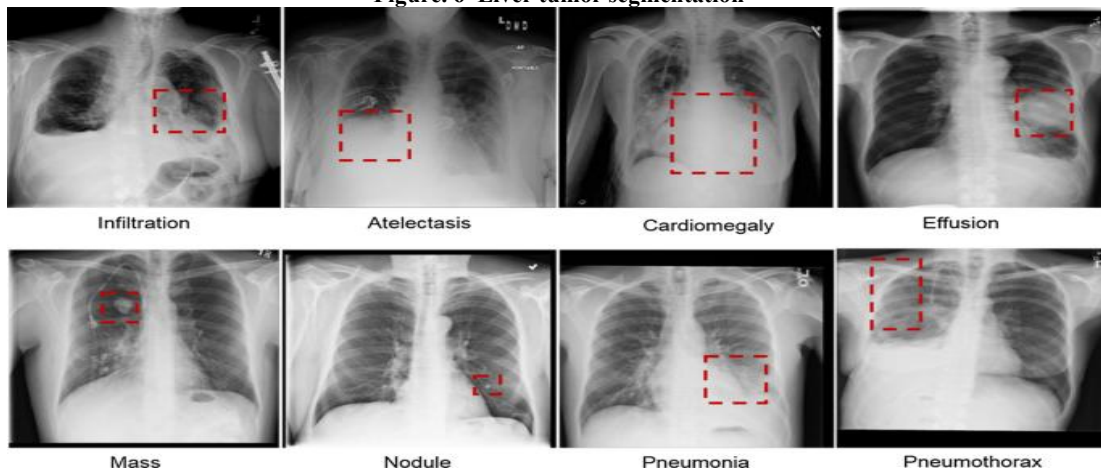 Figure. 6 Liver tumor segmentation
Infiltration
Atelectasis
Cardiomegaly
Effusion
Mass
Nodule
Pneumonia
Pneumothorax